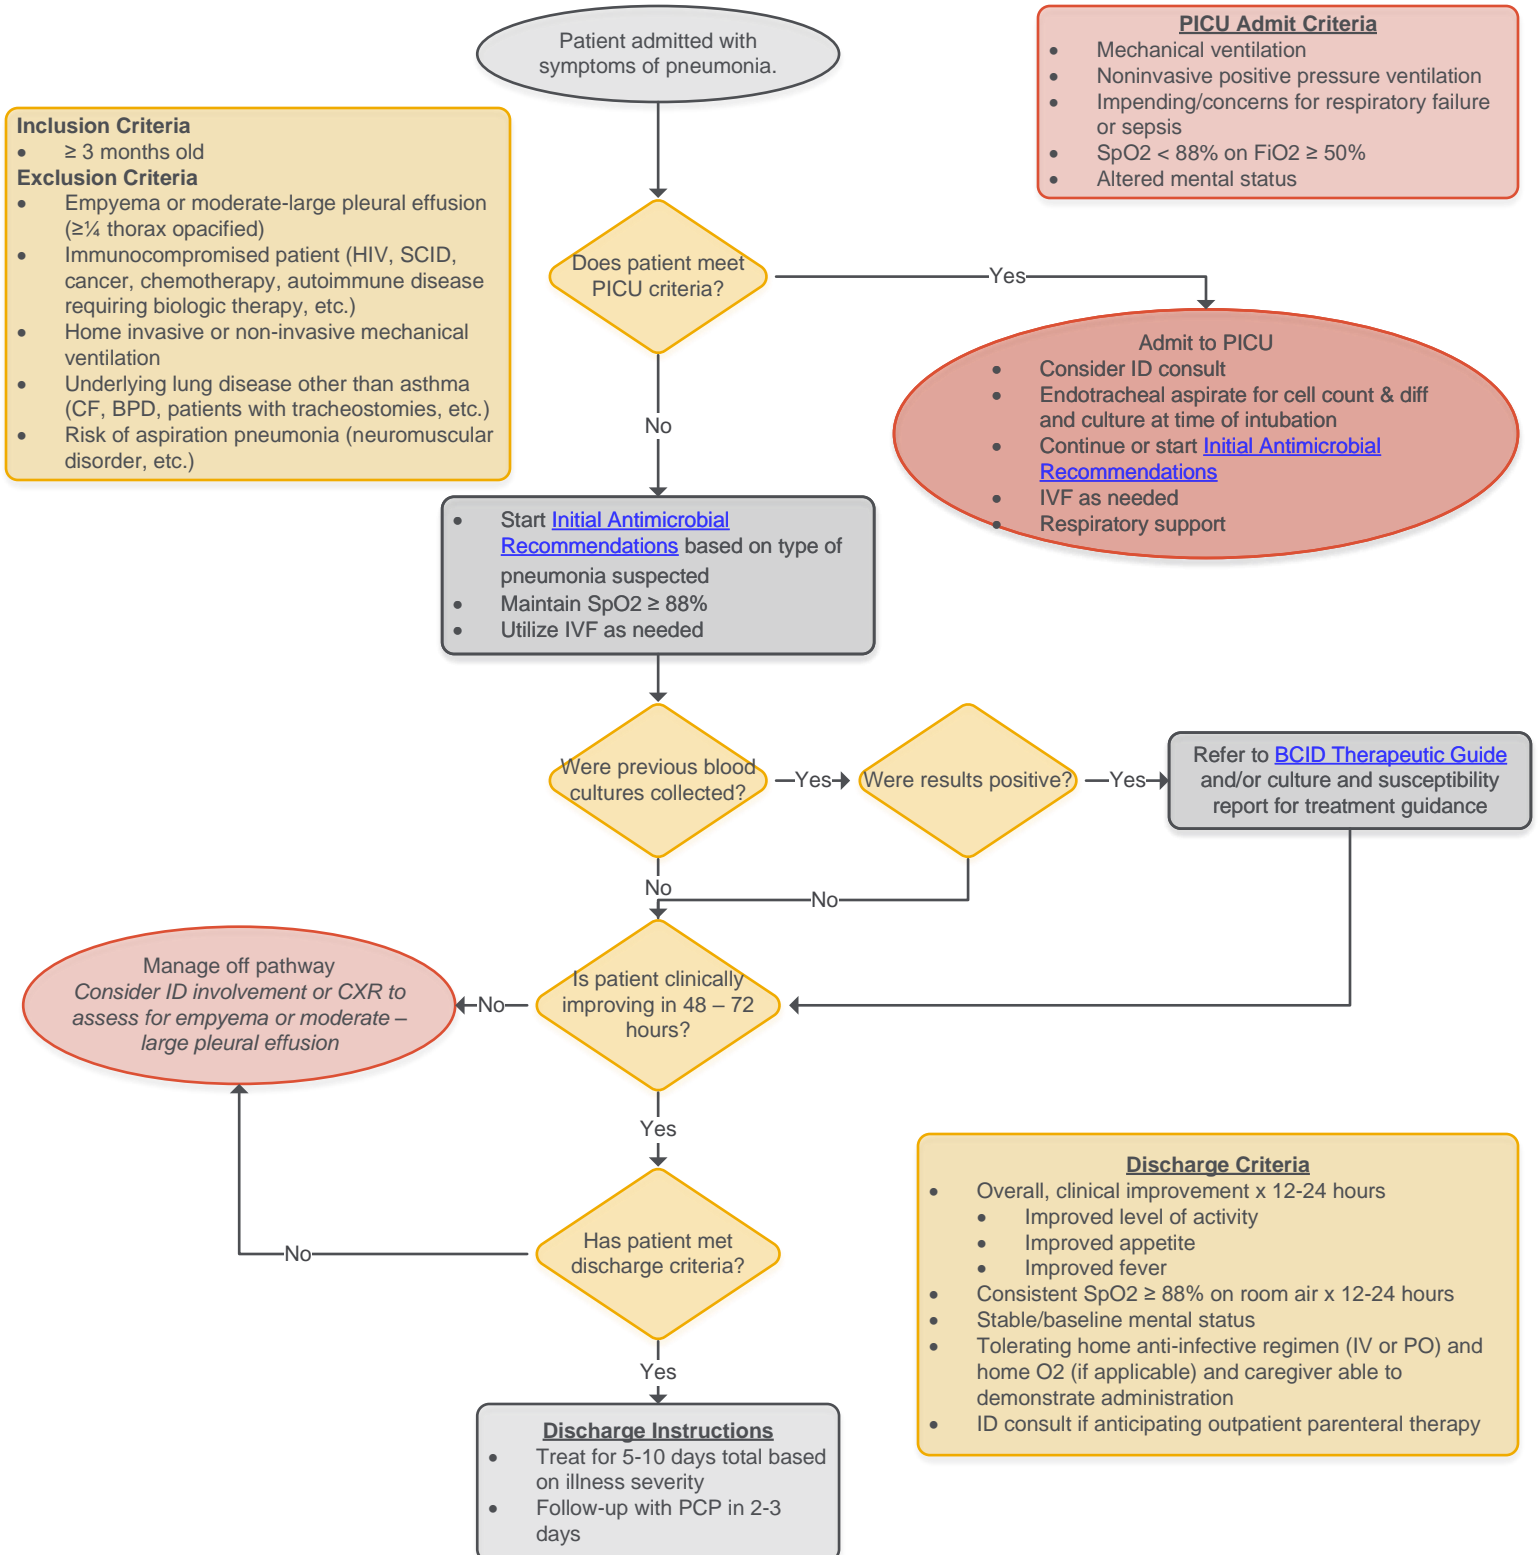 Patient admitted with
symptoms of pneumonia.
PICU Admit Criteria
• Mechanical ventilation
• Noninvasive positive pressure ventilation
• Impending/concerns for respiratory failure
or sepsis
• SpO2 < 88% on FiO2 ≥ 50%
• Altered mental status
Inclusion Criteria
• ≥ 3 months old
Exclusion Criteria
• Empyema or moderate-large pleural effusion
(≥¼ thorax opacified)
• Immunocompromised patient (HIV, SCID,
cancer, chemotherapy, autoimmune disease
requiring biologic therapy, etc.)
• Home invasive or non-invasive mechanical
ventilation
• Underlying lung disease other than asthma
(CF, BPD, patients with tracheostomies, etc.)
• Risk of aspiration pneumonia (neuromuscular
disorder, etc.)
Does patient meet
PICU criteria?
Yes
Admit to PICU
• Consider ID consult
• Endotracheal aspirate for cell count & diff
and culture at time of intubation
• Continue or start Initial Antimicrobial
Recommendations
• IVF as needed
• Respiratory support
No
• Start Initial Antimicrobial
Recommendations based on type of
pneumonia suspected
• Maintain SpO2 ≥ 88%
• Utilize IVF as needed
Were previous blood
cultures collected?
Yes
Were results positive?
Yes
Refer to BCID Therapeutic Guide
and/or culture and susceptibility
report for treatment guidance
No
No
Is patient clinically
improving in 48 – 72
hours?
No
Manage off pathway
Consider ID involvement or CXR to
assess for empyema or moderate –
large pleural effusion
Yes
Has patient met
discharge criteria?
No
Yes
Discharge Criteria
• Overall, clinical improvement x 12-24 hours
• Improved level of activity
• Improved appetite
• Improved fever
• Consistent SpO2 ≥ 88% on room air x 12-24 hours
• Stable/baseline mental status
• Tolerating home anti-infective regimen (IV or PO) and
home O2 (if applicable) and caregiver able to
demonstrate administration
• ID consult if anticipating outpatient parenteral therapy
Discharge Instructions
• Treat for 5-10 days total based
on illness severity
• Follow-up with PCP in 2-3
days